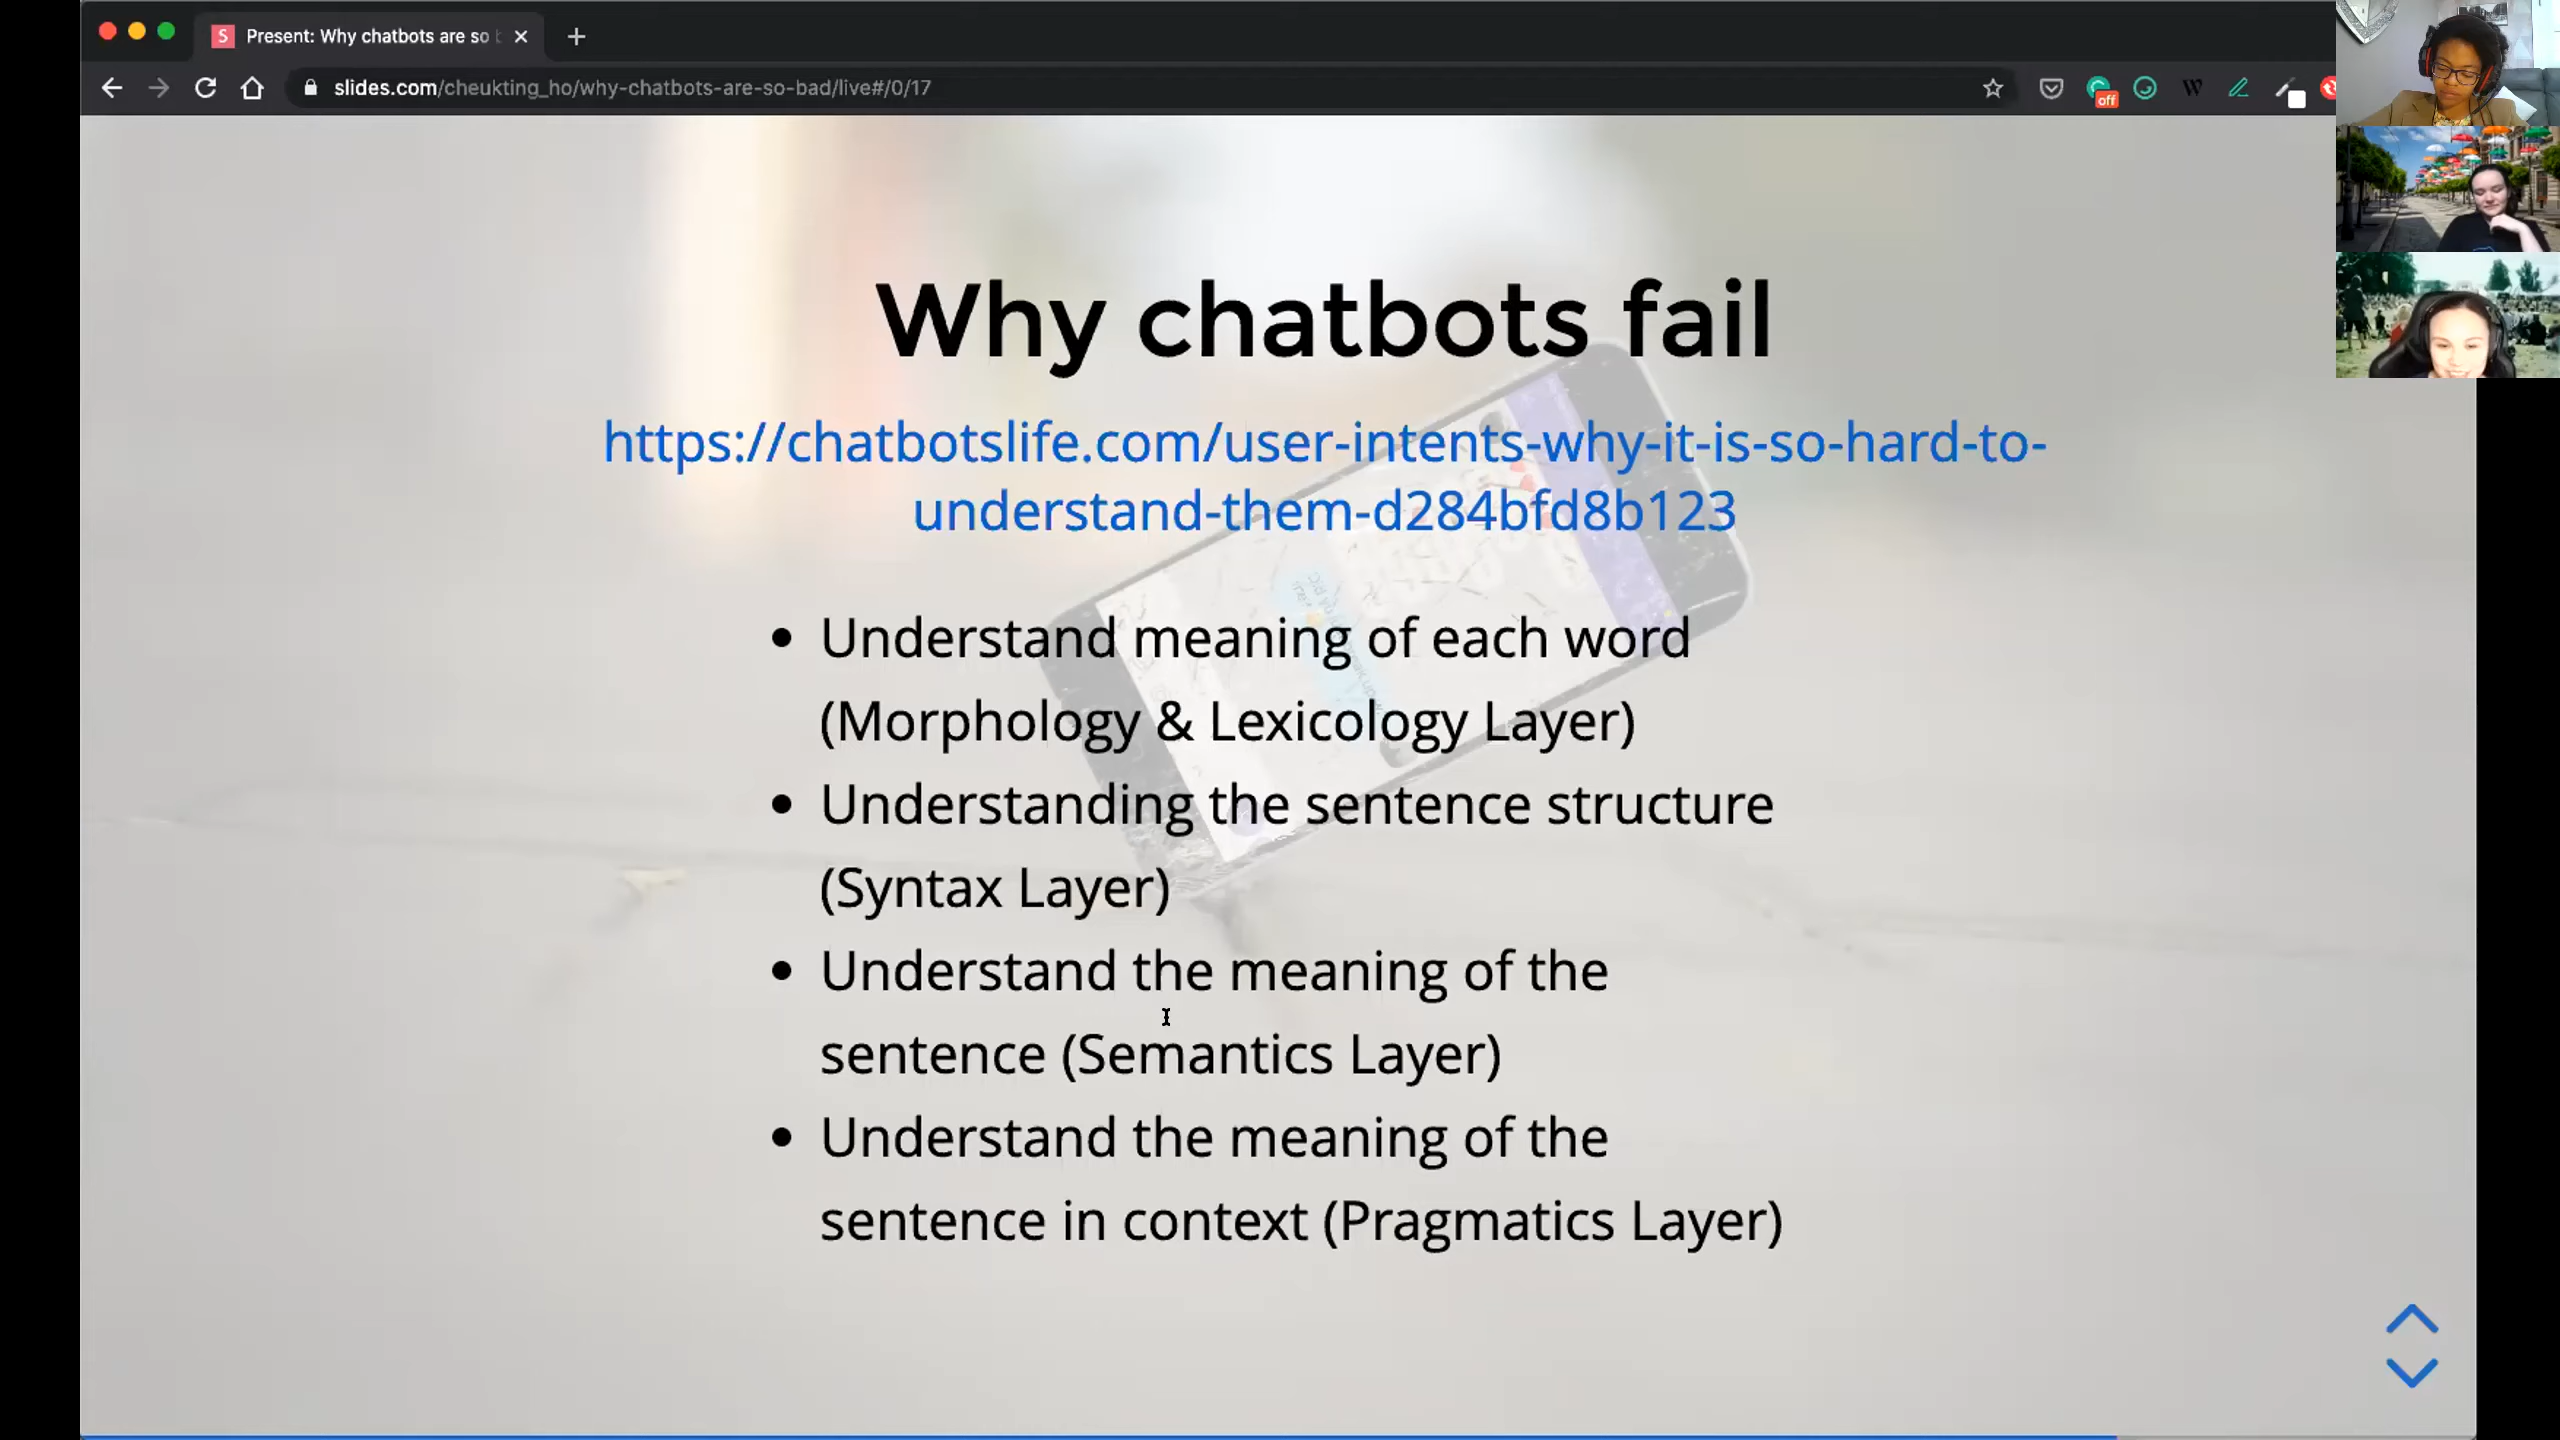 Present: Why chatbots are so b
slides.com/cheukting_ho/why-chatbots-are-so-bad/live#/0/17
off
Why chatbots fail
https://chatbotslife.com/user-intents-why-it-is-so-hard-to-
understand-them-d284bfd8b123
• Understand meaning of each word
(Morphology & Lexicology Layer)
• Understanding the sentence structure
(Syntax Layer)
• Understand the meaning of the
sentence (Semantics Layer)
• Understand the meaning of the
sentence in context (Pragmatics Layer)